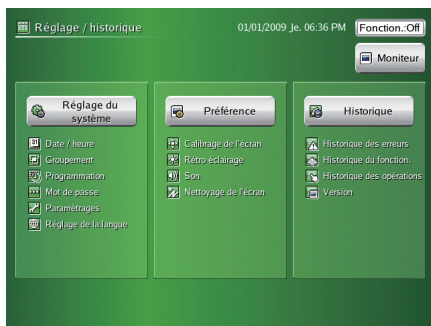 Réglage / historique
01/01/2009 Je. 06:36 PM
Fonction.:Off
Moniteur
Réglage du
système
Date / heure
Groupement
Programmation
Mot de passe
Paramétrages
Réglage de la langue
Préférence
Calibrage de l'écran
Rétro éclairage
Son
Nettoyage de l'écran
Historique
Historique des erreurs
Historique du fonction.
Historique des opérations
Version